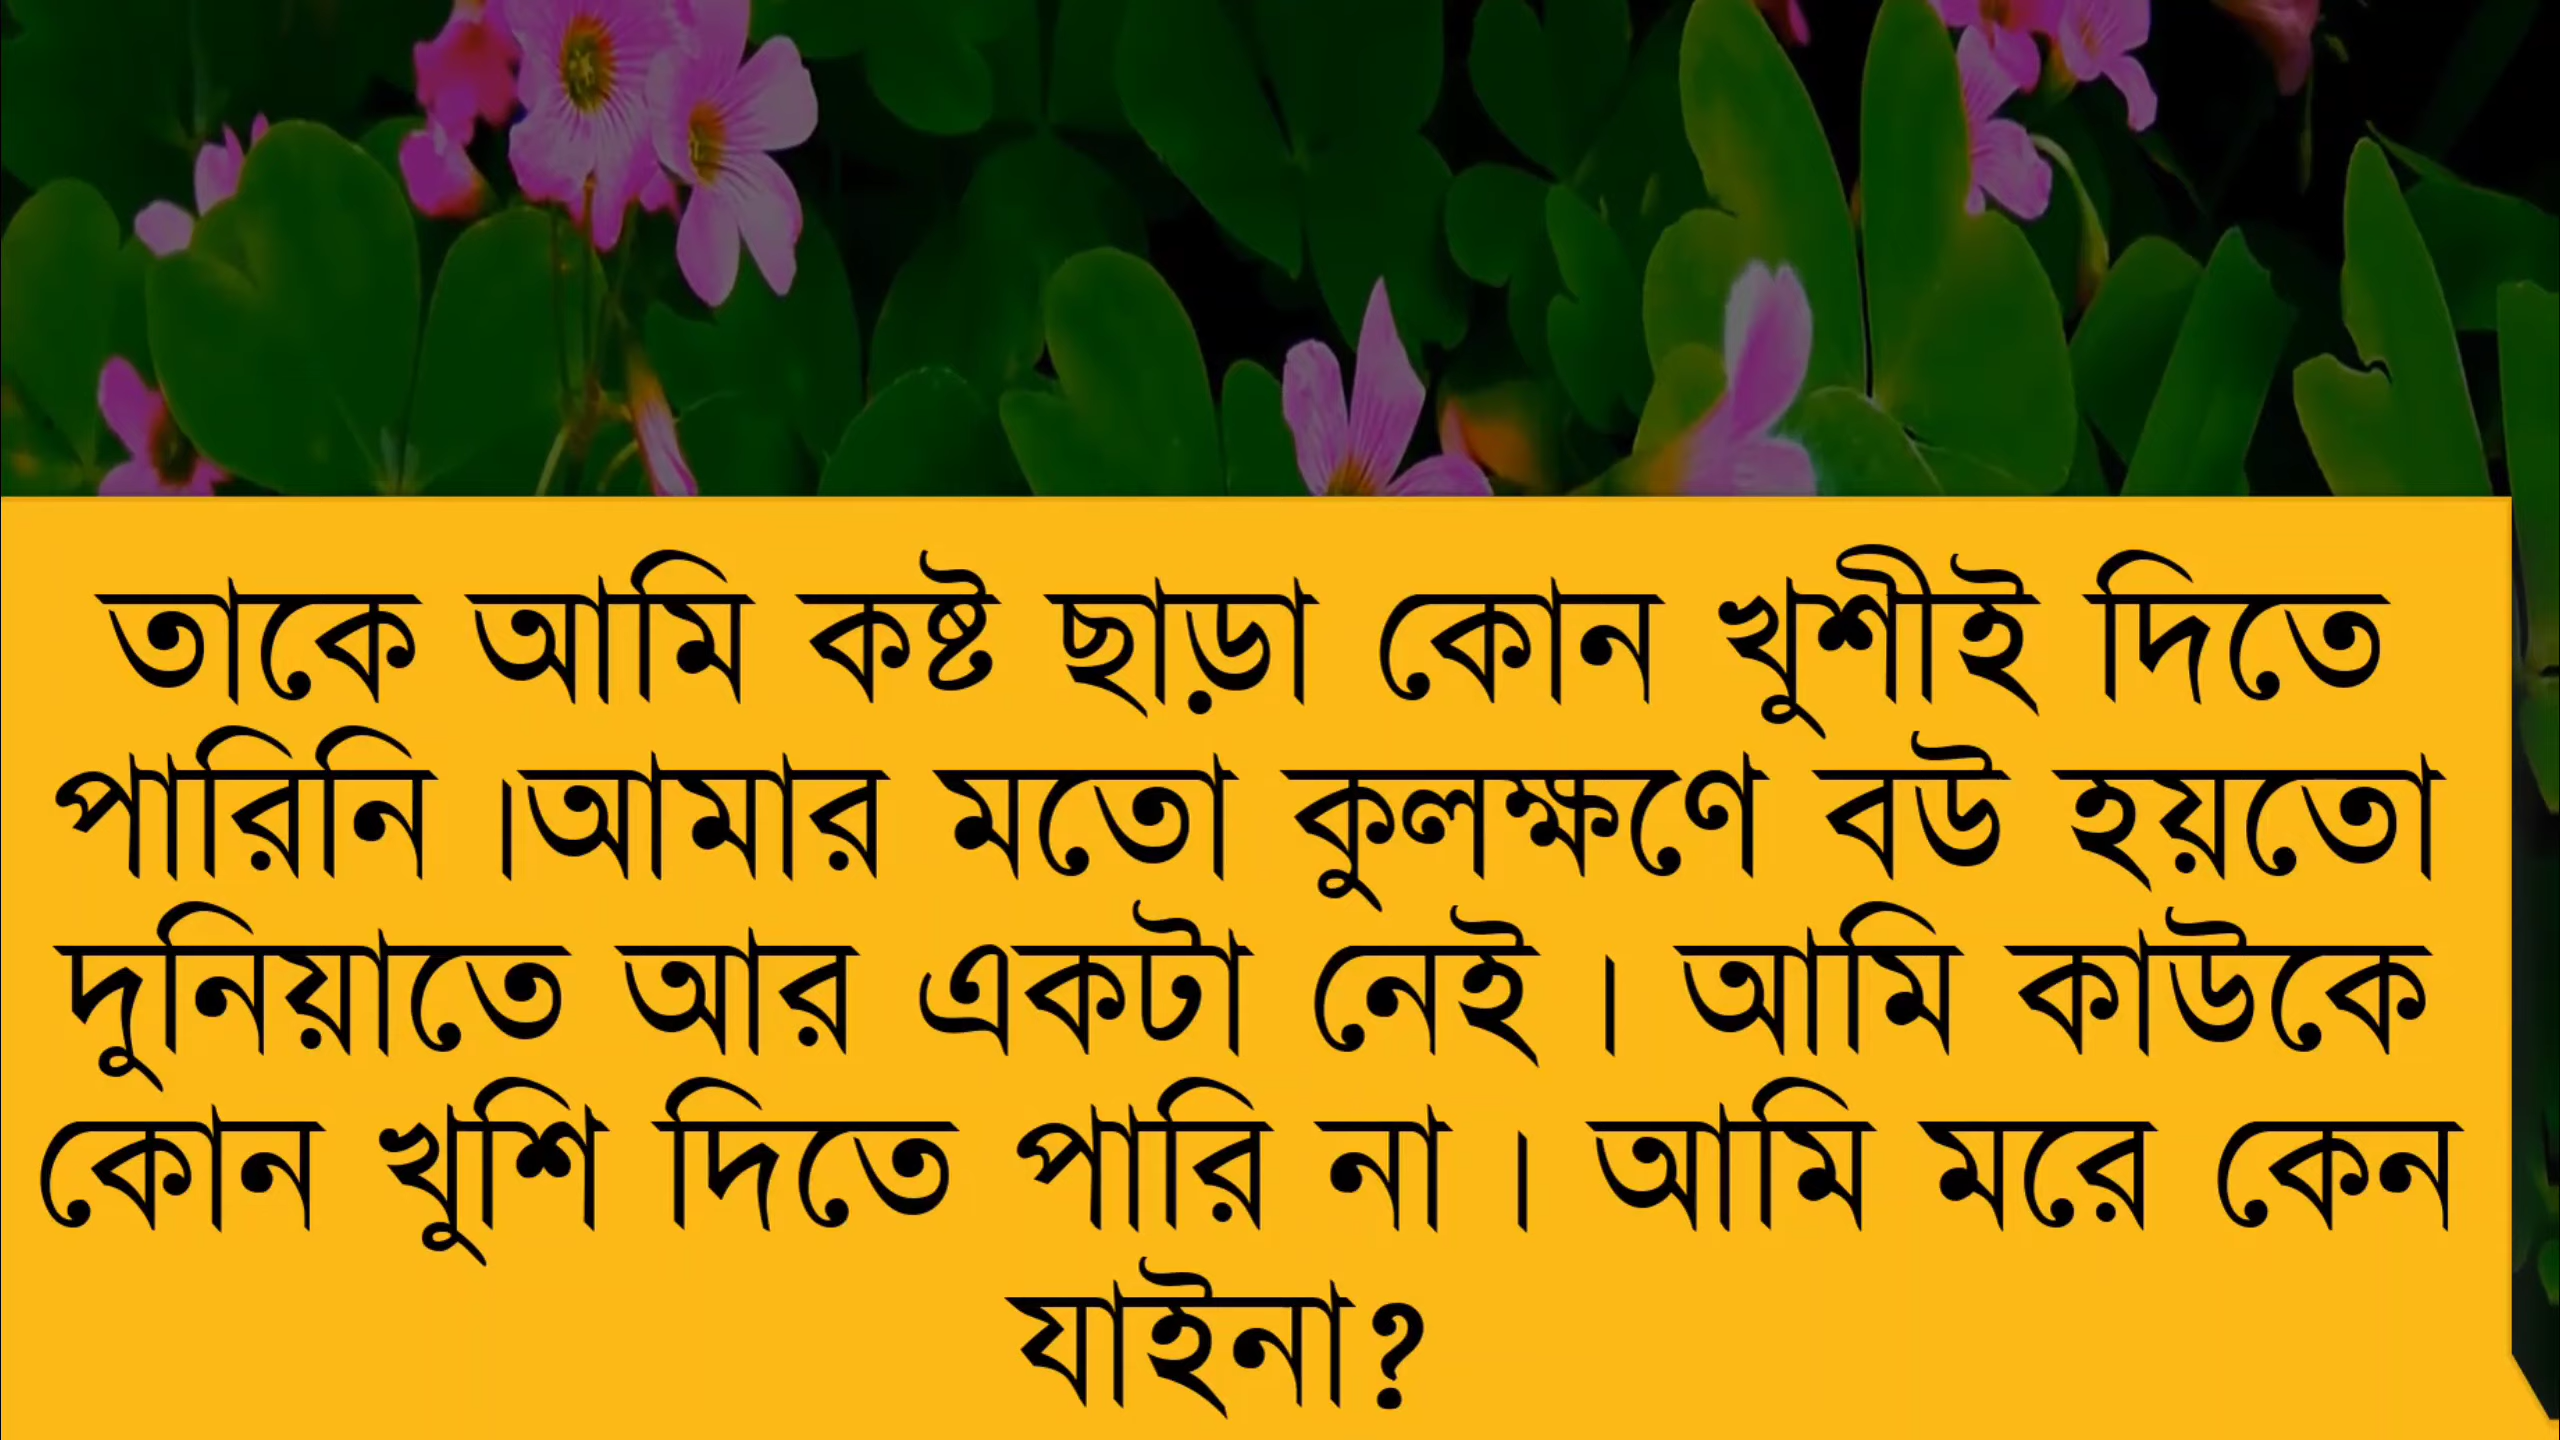 তাকে আমি কষ্ট ছাড়া কোন খুশীই দিতে
পারিনি ।আমার মতো কুলক্ষণে বউ হয়তো
দুনিয়াতে আর একটা নেই । আমি কাউকে
কোন খুশি দিতে পারি না । আমি মরে কেন
যাইনা?